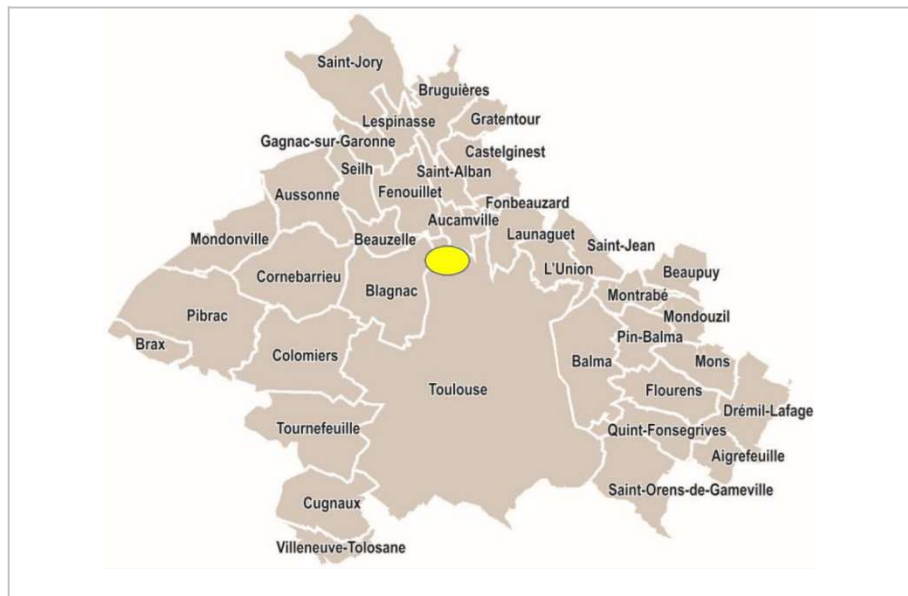 Saint-Jory
Bruguières
Lespinasse
Gratentour
Gagnac-sur-Garonne
Castelginest
Seilh
Saint-Alban
Aussonne
Fenouillet
Fonbeauzard
Aucamville
Launaguet
Mondonville
Beauzelle
Saint-Jean
Cornebarrieu
L'Union
Beaupuy
Blagnac
Montrabé
Pibrac
Mondouzil
Brax
Pin-Balma
Colomiers
Balma
Mons
Toulouse
Flourens
Drémil-Lafage
Tournefeuille
Quint-Fonsegrives
Aigrefeuille
Saint-Orens-de-Gameville
Cugnaux
Villeneuve-Tolosane